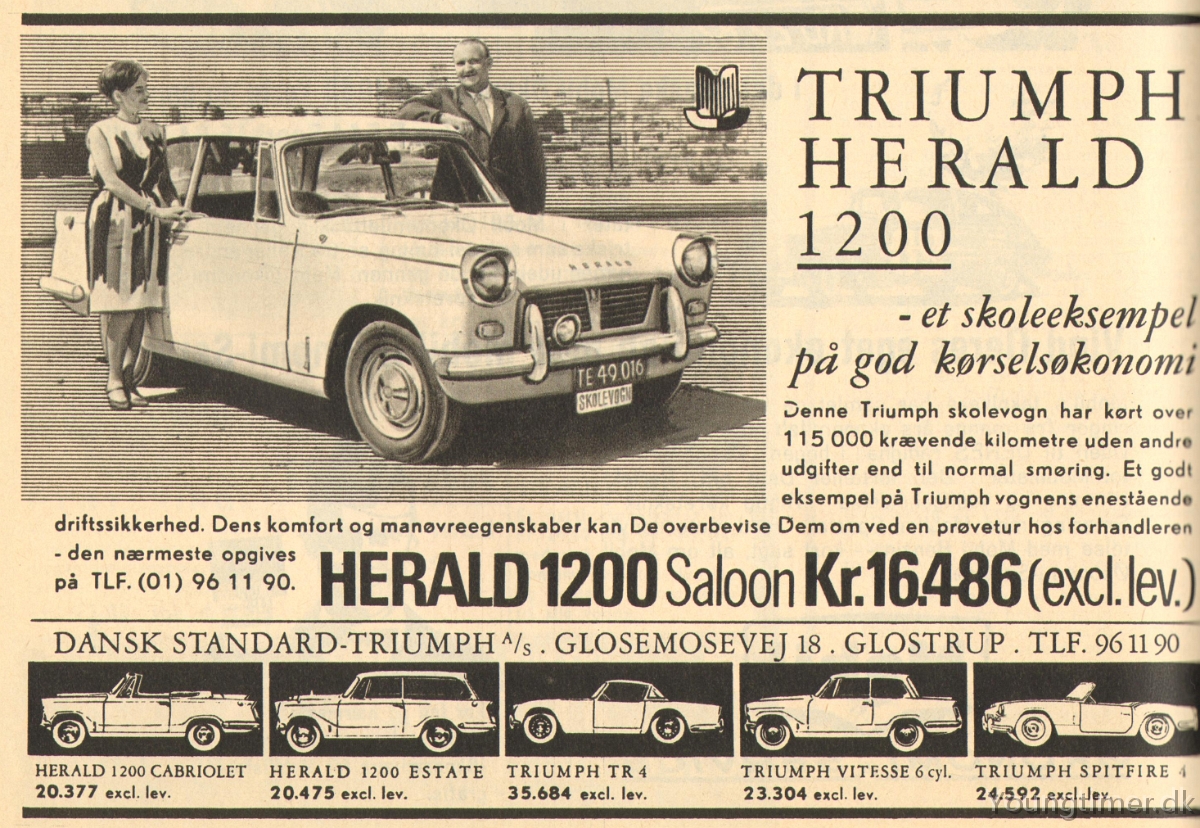 TRIUMPH
HERALD
1200
HERALD
TE 49 016
SKOLEVOGN
- et skoleeksempel
på god kørselsøkonomi
Denne Triumph skolevogn har kørt over
115 000 krævende kilometre uden andre
udgifter end til normal smøring. Et godt
eksempel på Triumph vognens enestående
driftssikkerhed. Dens komfort og manøvreegenskaber kan De overbevise Dem om ved en prøvetur hos forhandleren
- den nærmeste opgives
på TLF. (01) 96 11 90.
HERALD 1200 Saloon Kr. 16.486 (excl. lev.)
DANSK STANDARD-TRIUMPH A/S . GLOSEMOSEVEJ 18 . GLOSTRUP . TLF. 96 11 90
HERALD 1200 CABRIOLET
20.377 excl. lev.
HERALD 1200 ESTATE
20.475 excl. lev.
TRIUMPH TR 4
35.684 excl. lev.
TRIUMPH VITESSE 6 cyl.
23.304 excl. lev.
TRIUMPH SPITFIRE 4
24.592 excl. lev.
Youngtimer.dk